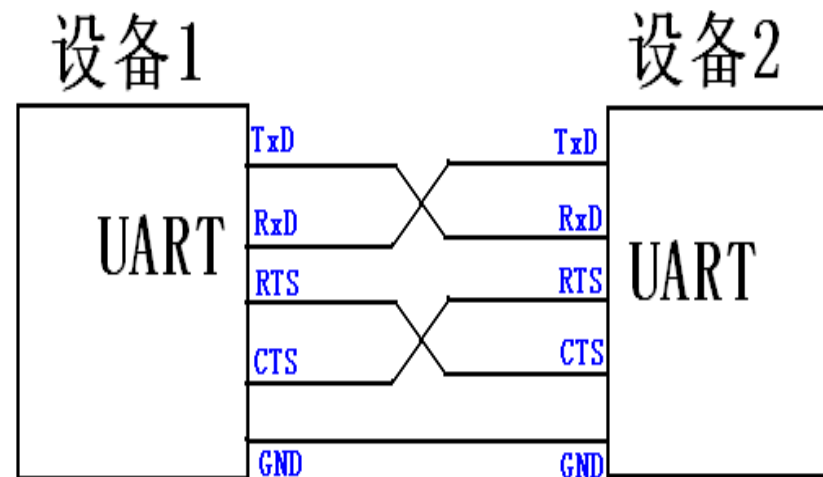 设备1
设备2
TxD
TxD
RxD
RxD
UART
UART
RTS
RTS
CTS
CTS
GND
GND